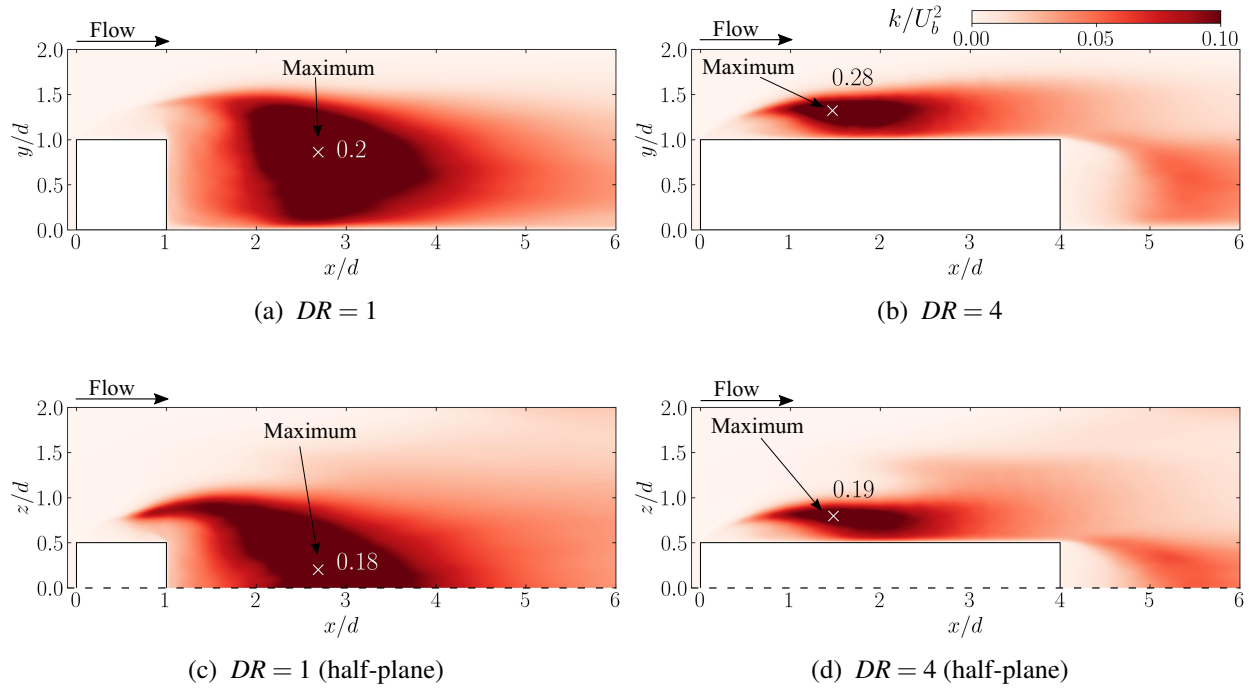 Flow
Maximum
0.2
2.0
1.5
1.0
0.5
0.0
y/d
0 1 2 3 4 5 6
x/d
(a) DR = 1
k/U_b^2
0.00 0.05 0.10
Flow
Maximum
0.28
2.0
1.5
1.0
0.5
0.0
y/d
0 1 2 3 4 5 6
x/d
(b) DR = 4
Flow
Maximum
0.18
2.0
1.5
1.0
0.5
0.0
z/d
0 1 2 3 4 5 6
x/d
(c) DR = 1 (half-plane)
Flow
Maximum
0.19
2.0
1.5
1.0
0.5
0.0
z/d
0 1 2 3 4 5 6
x/d
(d) DR = 4 (half-plane)